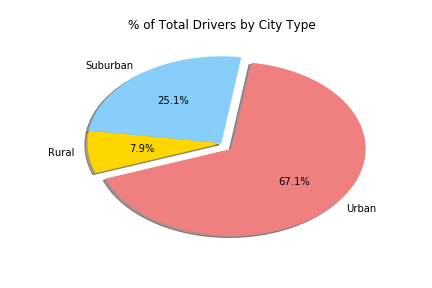 % of Total Drivers by City Type
Suburban
25.1%
Rural
7.9%
67.1%
Urban